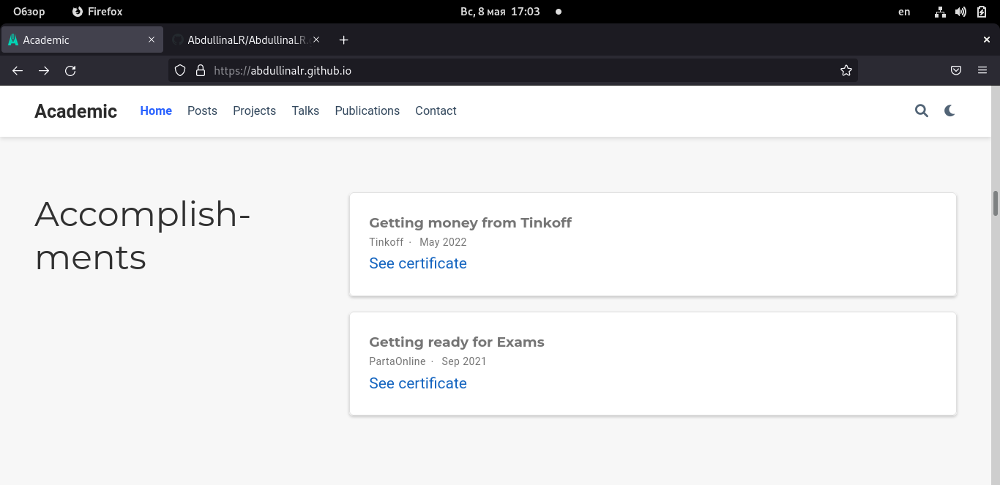 Обзор Firefox Вс, 8 мая 17:03 en
Academic AbdullinaLR/AbdullinaLR.
https://abdullinalr.github.io
Academic Home Posts Projects Talks Publications Contact
Accomplish-
ments
Getting money from Tinkoff
Tinkoff · May 2022
See certificate
Getting ready for Exams
PartaOnline · Sep 2021
See certificate